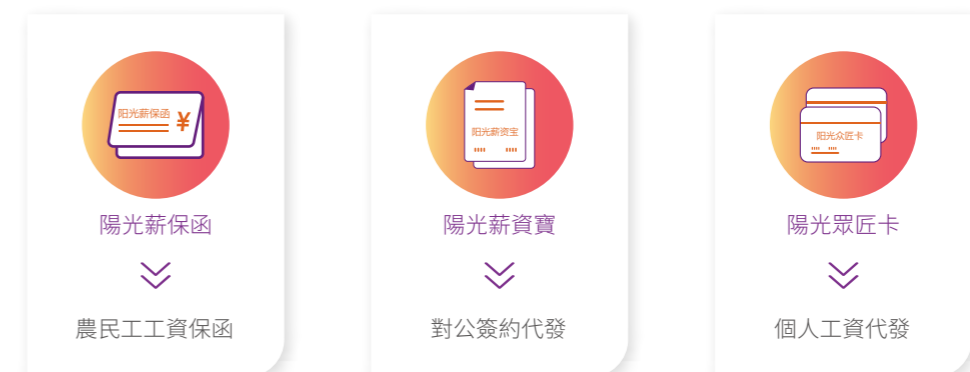 阳光薪保函
¥
阳光薪资宝
阳光众匠卡
陽光薪保函
陽光薪資寶
陽光眾匠卡
農民工工資保函
對公簽約代發
個人工資代發